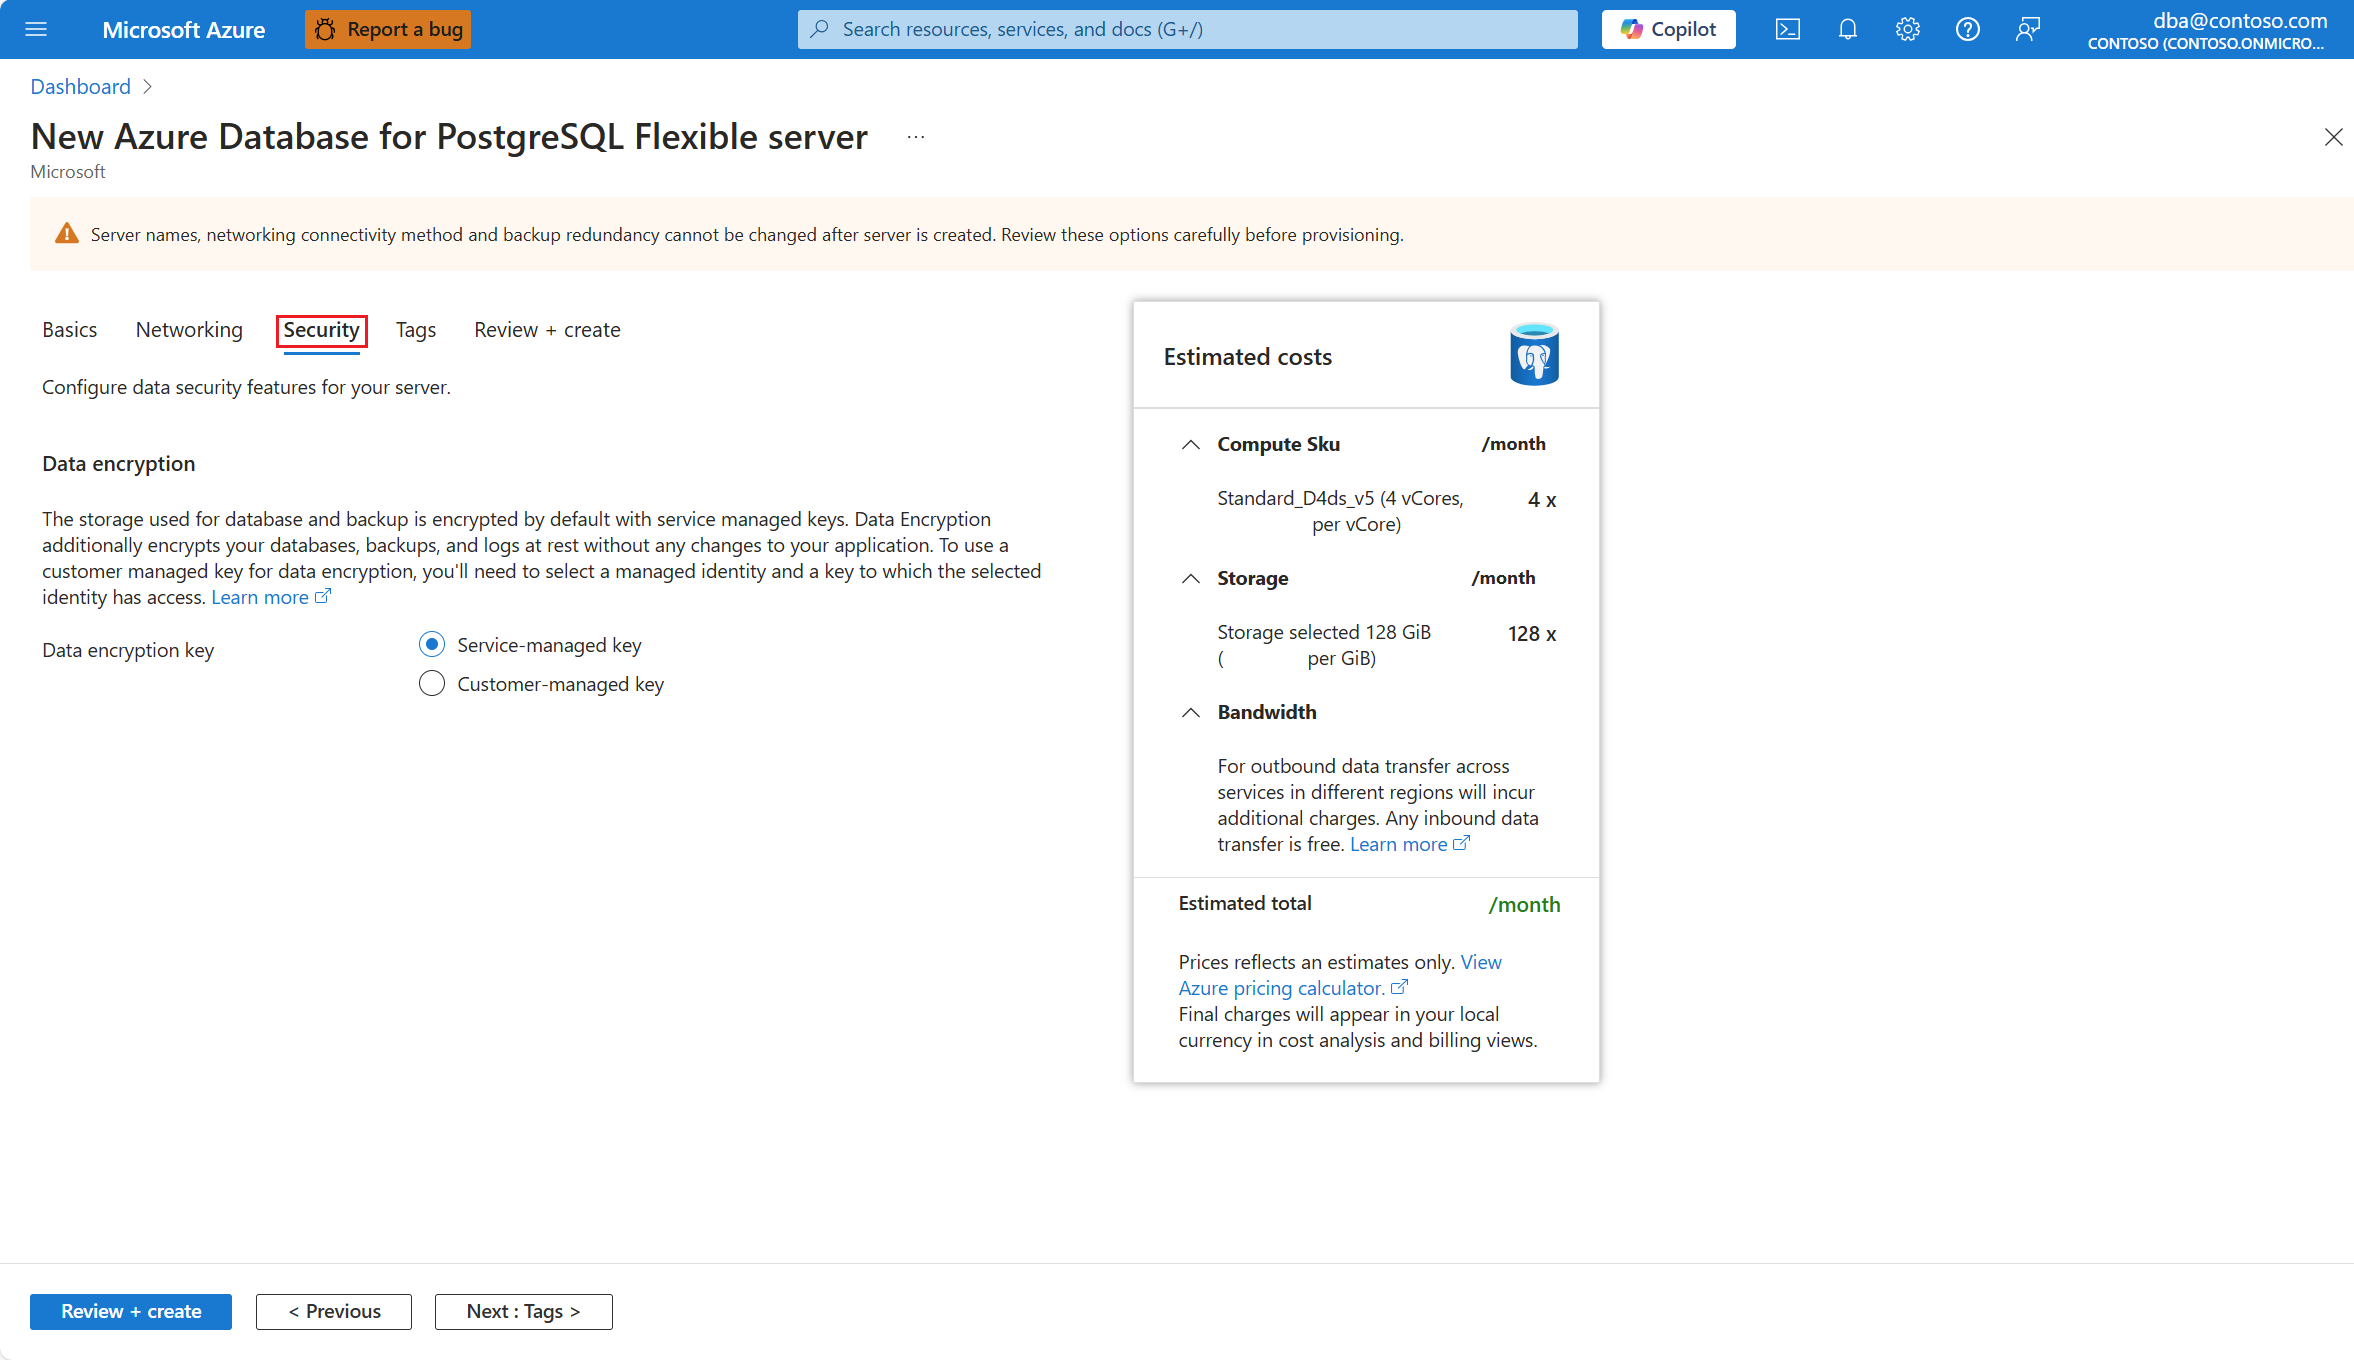 Microsoft Azure
Report a bug
Search resources, services, and docs (G+/)
Copilot
dba@contoso.com
CONTOSO (CONTOSO.ONMICRO...
Dashboard
New Azure Database for PostgreSQL Flexible server
...
Microsoft
Server names, networking connectivity method and backup redundancy cannot be changed after server is created. Review these options carefully before provisioning.
Basics
Networking
Security
Tags
Review + create
Configure data security features for your server.
Data encryption
The storage used for database and backup is encrypted by default with service managed keys. Data Encryption
additionally encrypts your databases, backups, and logs at rest without any changes to your application. To use a
customer managed key for data encryption, you'll need to select a managed identity and a key to which the selected
identity has access. Learn more
Data encryption key
Service-managed key
Customer-managed key
Estimated costs
Compute Sku /month
Standard_D4ds_v5 (4 vCores, 4 x
per vCore)
Storage /month
Storage selected 128 GiB 128 x
( per GiB)
Bandwidth
For outbound data transfer across
services in different regions will incur
additional charges. Any inbound data
transfer is free. Learn more
Estimated total /month
Prices reflects an estimates only. View
Azure pricing calculator.
Final charges will appear in your local
currency in cost analysis and billing views.
Review + create
< Previous
Next : Tags >